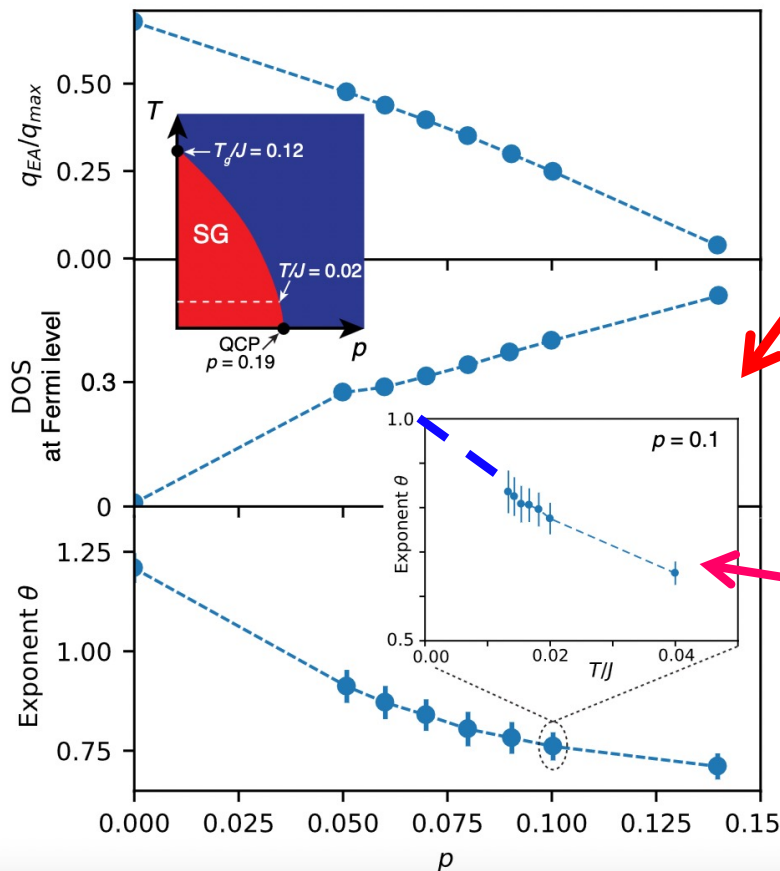 q_EA/q_max
0.50
0.25
0.00
T
T_g/J = 0.12
SG
T/J = 0.02
QCP
p = 0.19
p
DOS
at Fermi level
0.3
0
1.0
p = 0.1
Exponent θ
0.5
0.00
0.02
0.04
T/J
Exponent θ
1.25
1.00
0.75
0.000
0.025
0.050
0.075
0.100
0.125
0.15
p